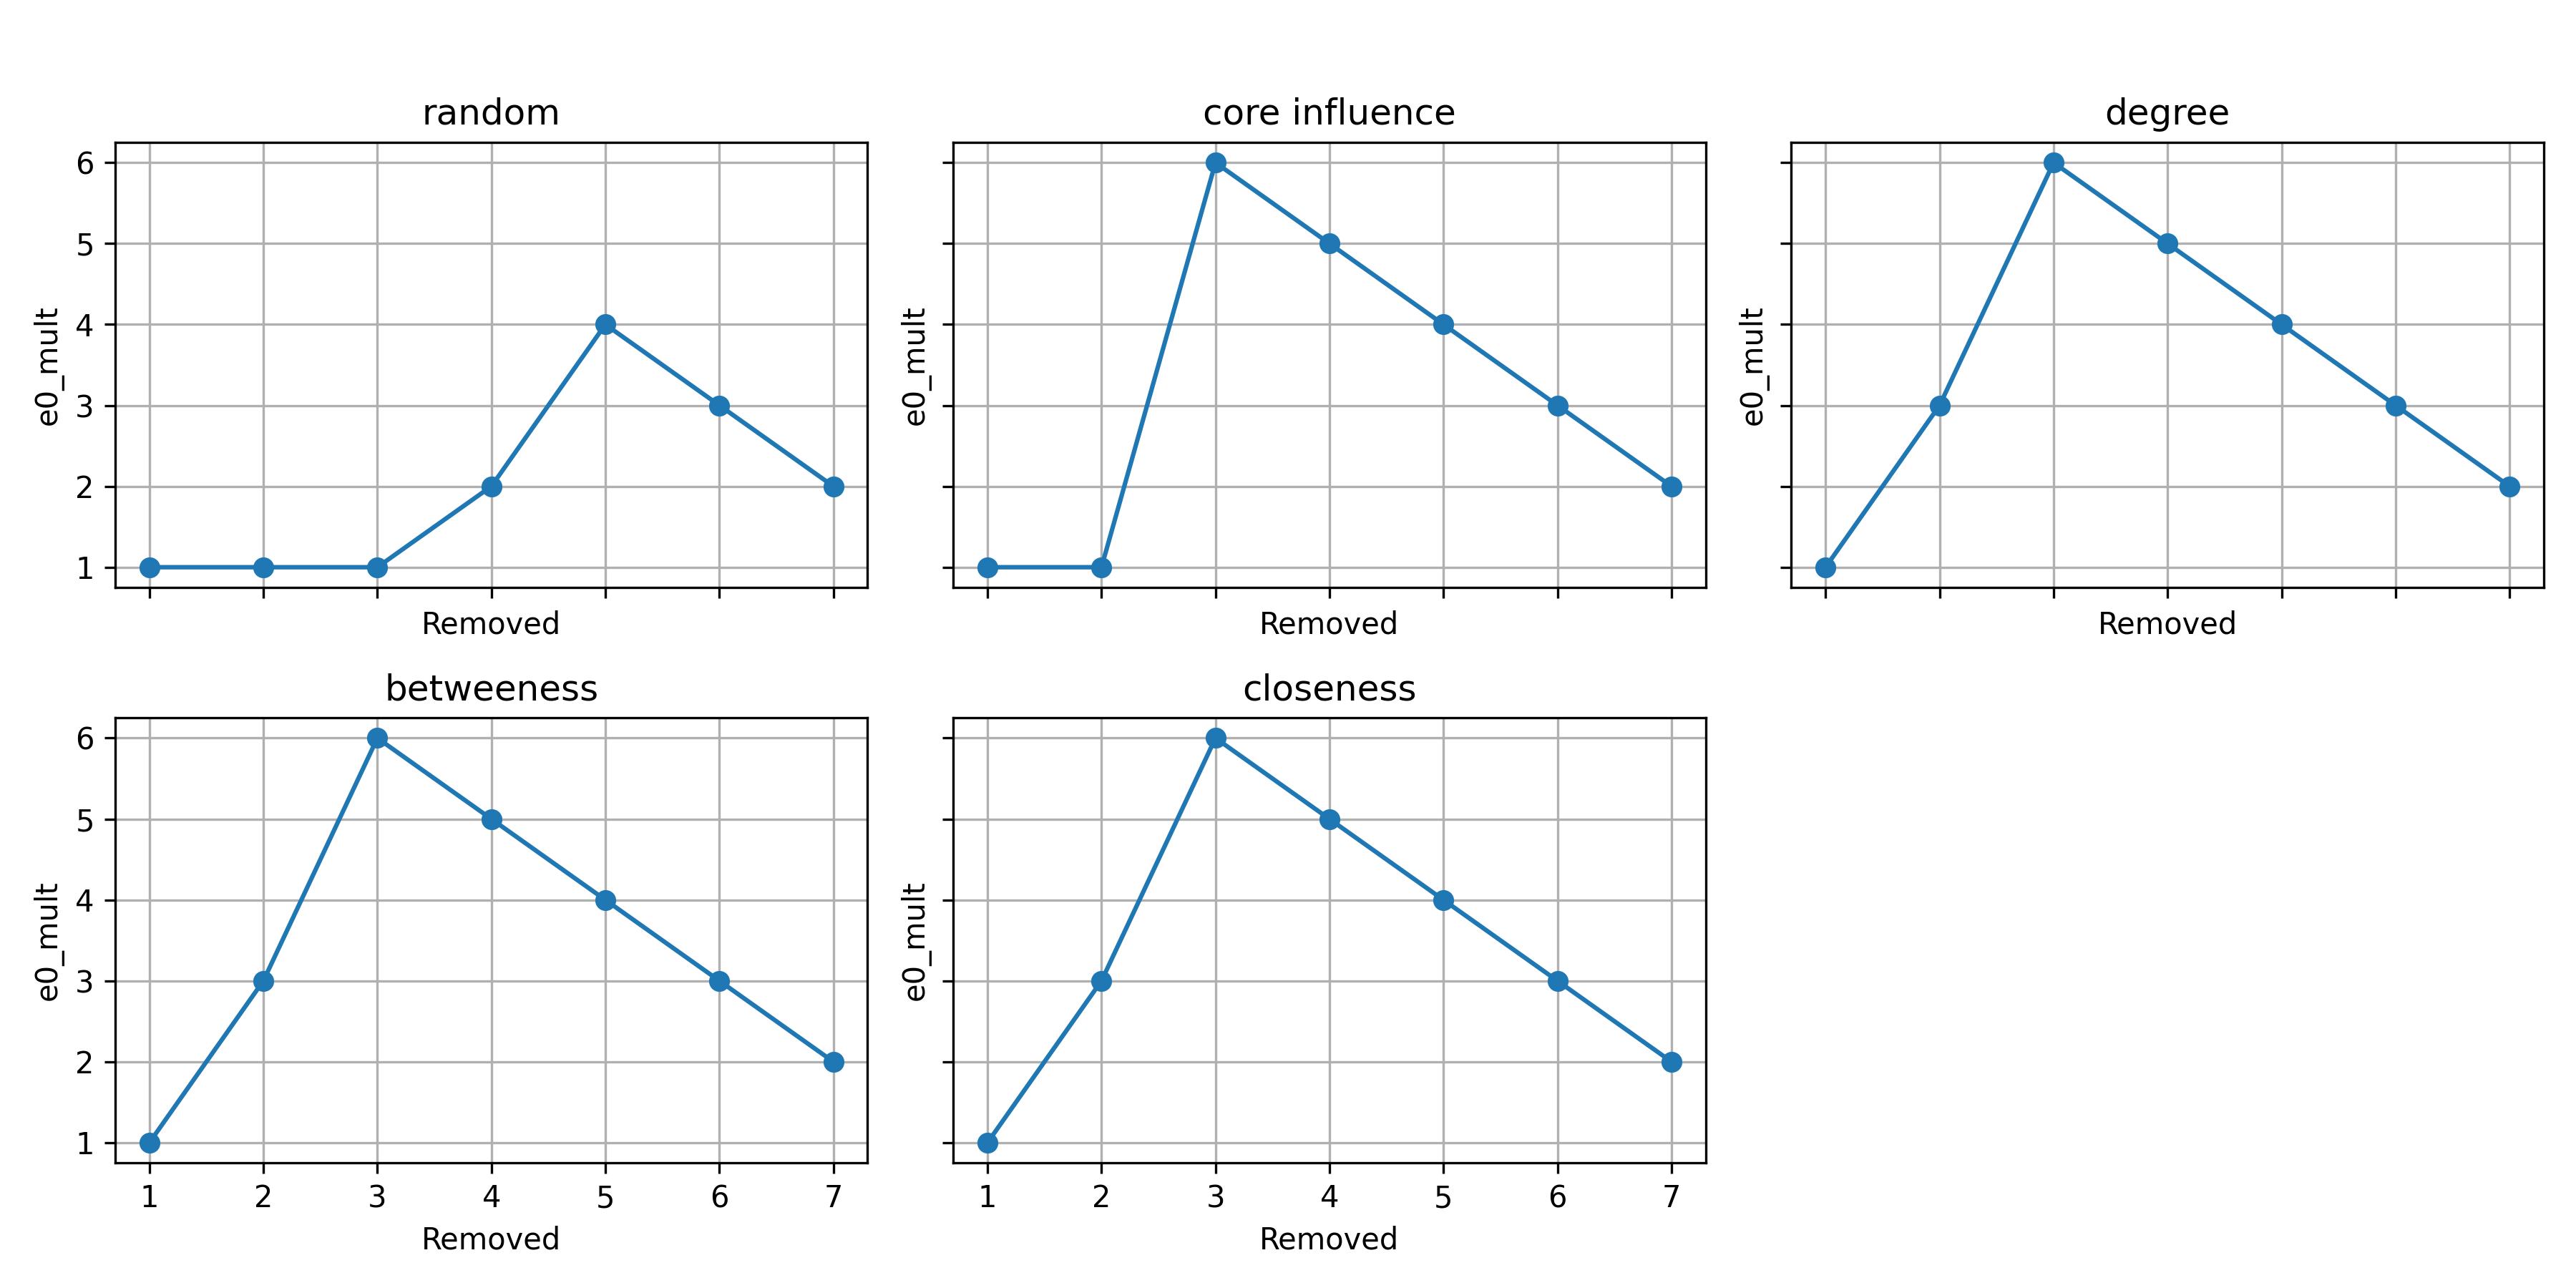 random
core influence
degree
e0_mult
6
5
4
3
2
1
Removed
e0_mult
Removed
e0_mult
Removed
betweeness
closeness
e0_mult
6
5
4
3
2
1
1 2 3 4 5 6 7
Removed
e0_mult
1 2 3 4 5 6 7
Removed